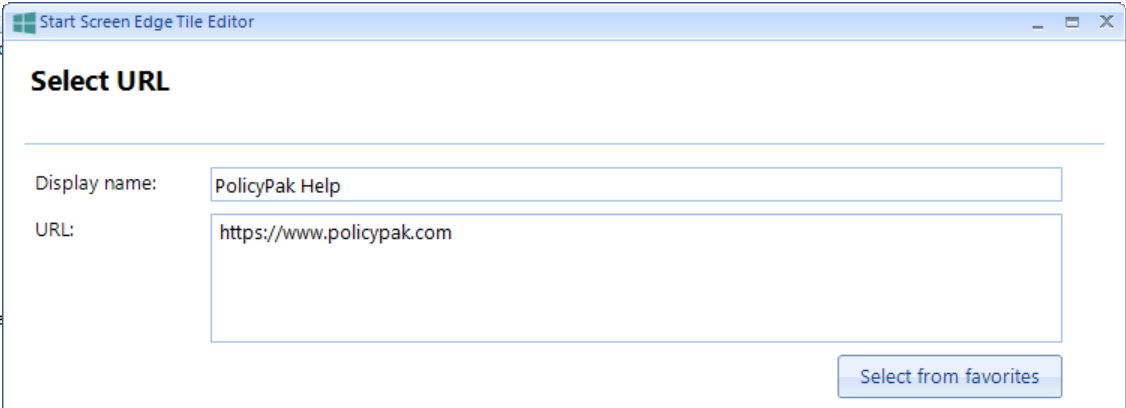 Start Screen Edge Tile Editor
Select URL
Display name: PolicyPak Help
URL: https://www.policypak.com
Select from favorites